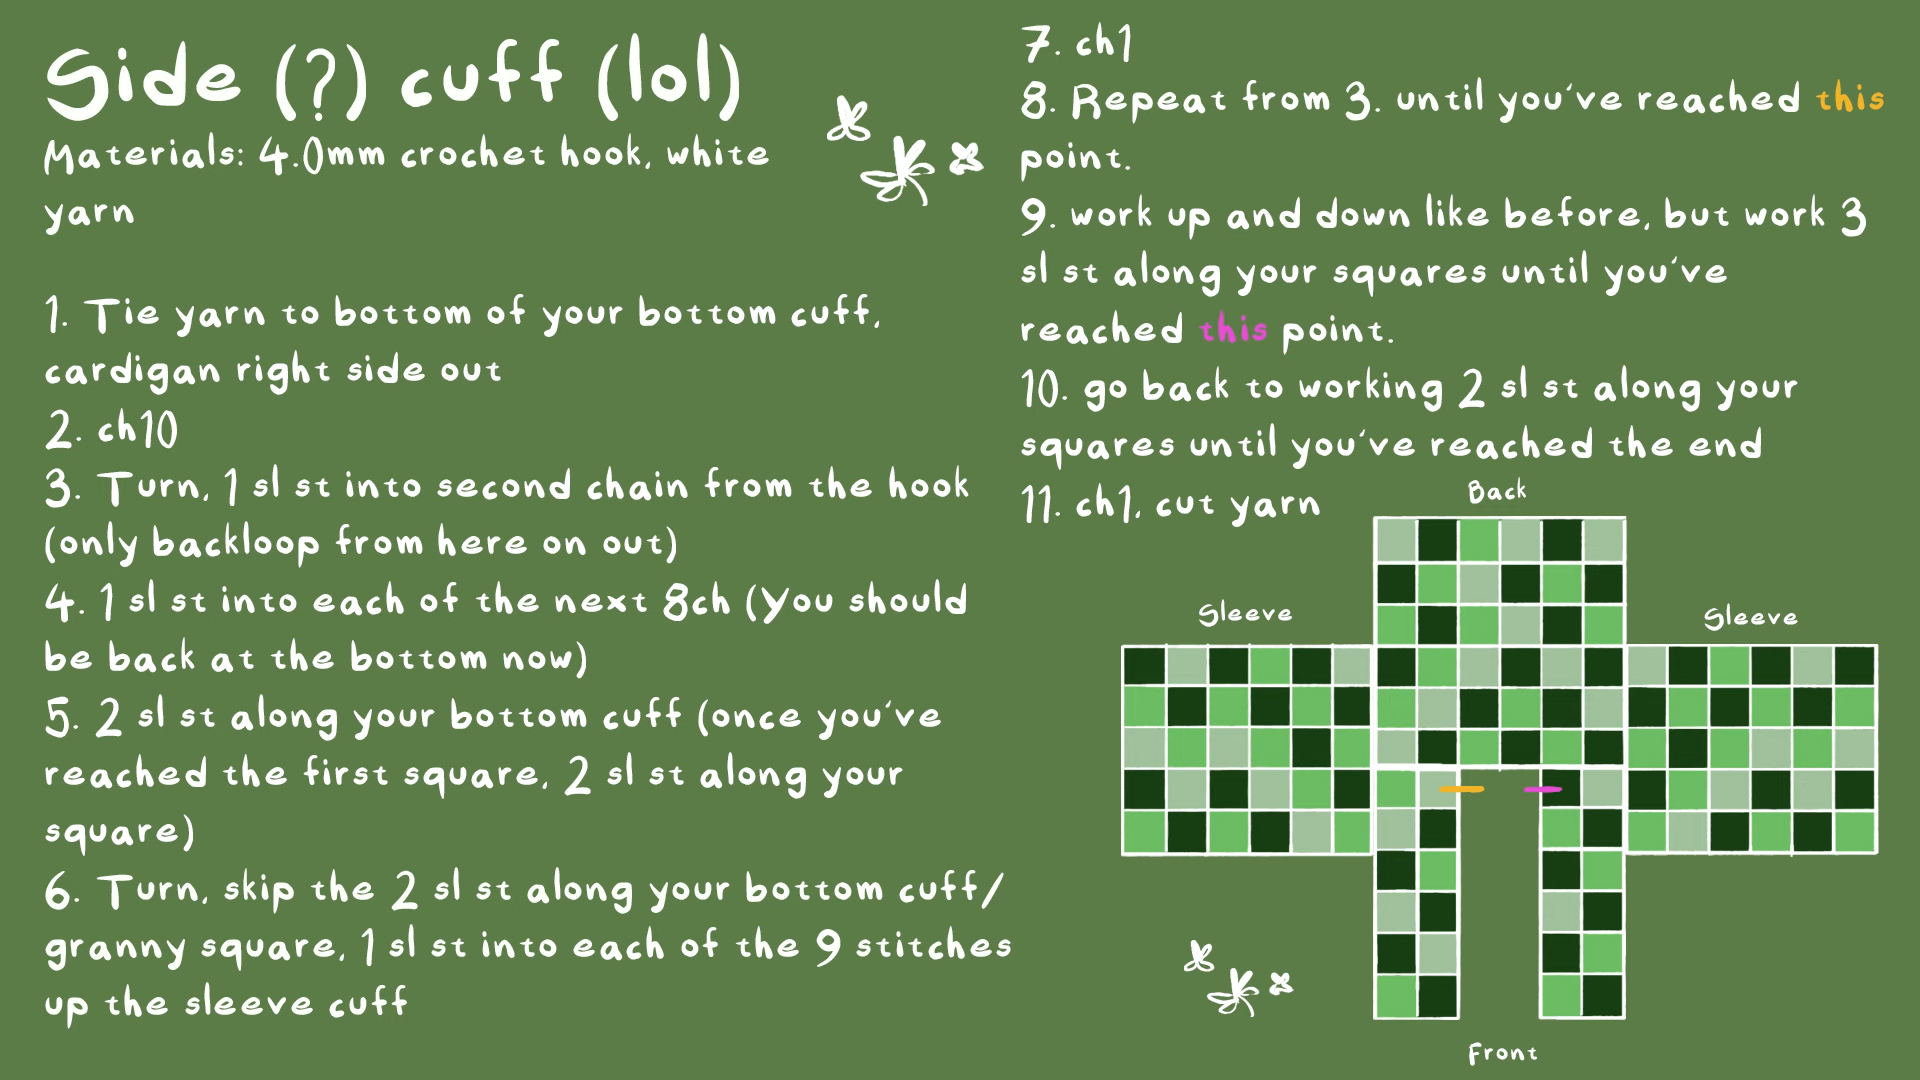 Side (?) cuff (lol)
Materials: 4.0mm crochet hook, white
yarn
1. Tie yarn to bottom of your bottom cuff,
cardigan right side out
2. ch10
3. Turn, 1 sl st into second chain from the hook
(only backloop from here on out)
4. 1 sl st into each of the next 8ch (You should
be back at the bottom now)
5. 2 sl st along your bottom cuff (once you've
reached the first square, 2 sl st along your
square)
6. Turn, skip the 2 sl st along your bottom cuff/
granny square, 1 sl st into each of the 9 stitches
up the sleeve cuff
7. ch1
8. Repeat from 3. until you've reached this
point.
9. work up and down like before, but work 3
sl st along your squares until you've
reached this point.
10. go back to working 2 sl st along your
squares until you've reached the end
11. ch1, cut yarn
Back
Sleeve
Sleeve
Front